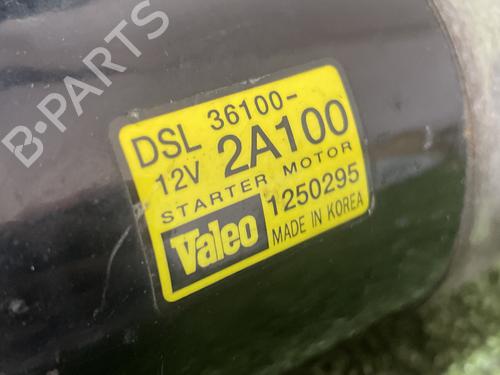 B-PARTS
DSL 36100-
12V 2A100
STARTER MOTOR
Valeo 1250295
MADE IN KOREA